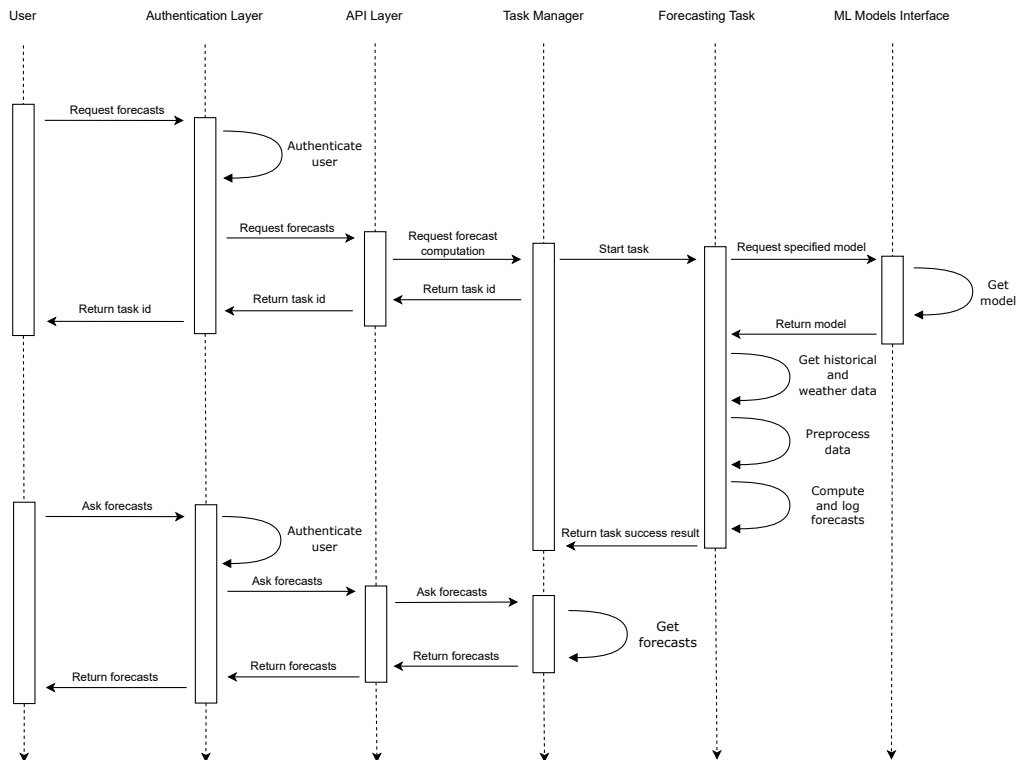 User
Authentication Layer
API Layer
Task Manager
Forecasting Task
ML Models Interface
Request forecasts
Authenticate
user
Request forecasts
Request forecast
computation
Start task
Request specified model
Get
model
Return task id
Return task id
Return task id
Return model
Get historical
and
weather data
Preprocess
data
Compute
and log
forecasts
Ask forecasts
Authenticate
user
Return task success result
Ask forecasts
Ask forecasts
Get
forecasts
Return forecasts
Return forecasts
Return forecasts